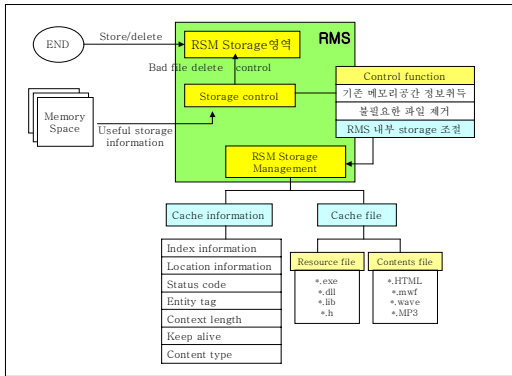 RMS
END
Store/delete
RSM Storage영역
Bad file delete control
Storage control
Memory
Space
Useful storage
information
Control function
기존 메모리공간 정보취득
불필요한 파일 제거
RMS 내부 storage 조절
RSM Storage
Management
Cache information
Cache file
Index information
Location information
Status code
Entity tag
Context length
Keep alive
Content type
Resource file
*.exe
*.dll
*.lib
*.h
Contents file
*.HTML
*.mwf
*.wave
*.MP3